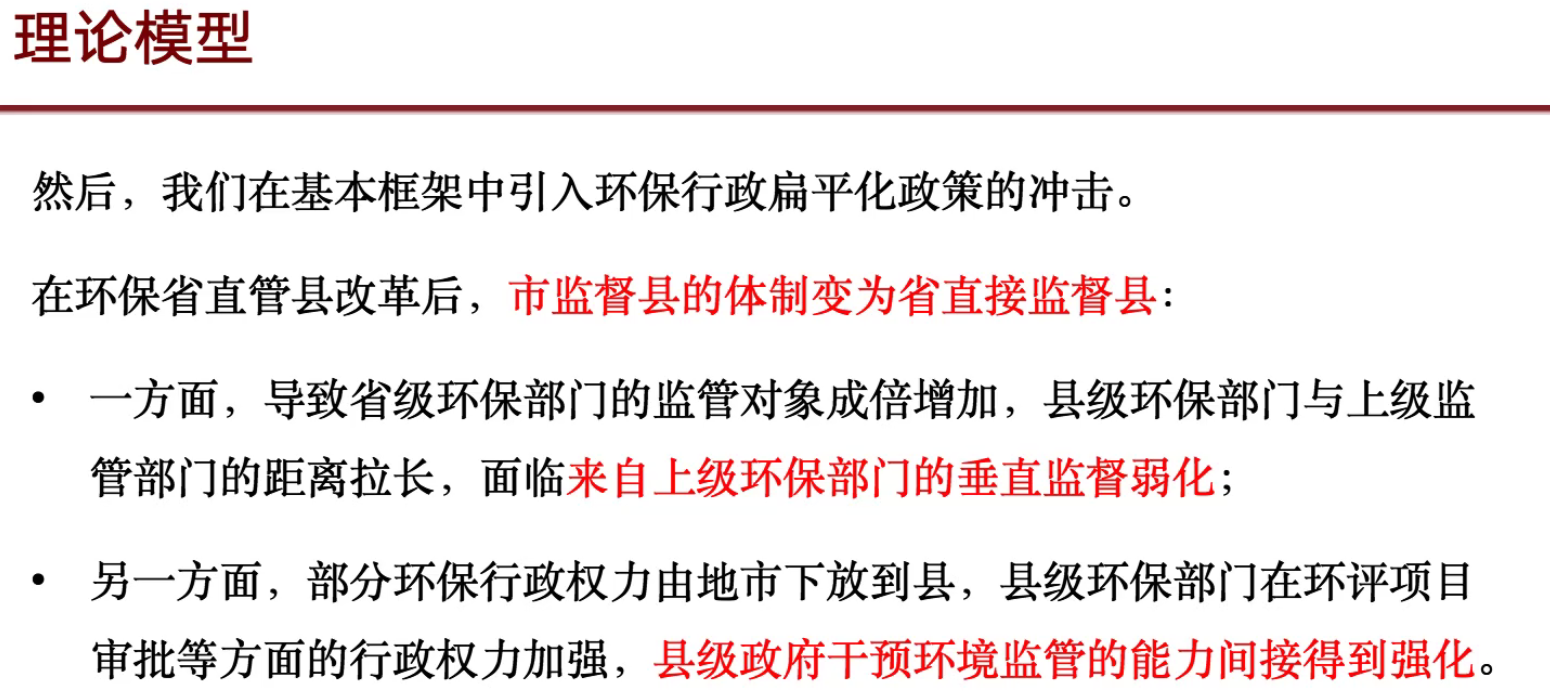 理论模型
然后，我们在基本框架中引入环保行政扁平化政策的冲击。
在环保省直管县改革后，市监督县的体制变为省直接监督县：
• 一方面，导致省级环保部门的监管对象成倍增加，县级环保部门与上级监
管部门的距离拉长，面临来自上级环保部门的垂直监督弱化；
• 另一方面，部分环保行政权力由地市下放到县，县级环保部门在环评项目
审批等方面的行政权力加强，县级政府干预环境监管的能力间接得到强化。